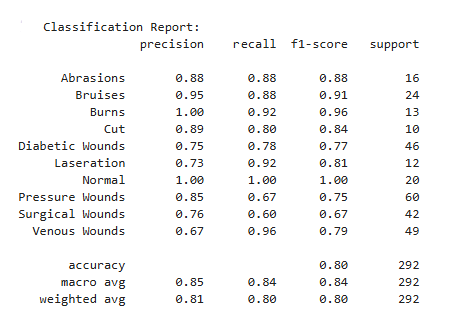 Classification Report:
precision recall f1-score support
Abrasions 0.88 0.88 0.88 16
Bruises 0.95 0.88 0.91 24
Burns 1.00 0.92 0.96 13
Cut 0.89 0.80 0.84 10
Diabetic Wounds 0.75 0.78 0.77 46
Laseration 0.73 0.92 0.81 12
Normal 1.00 1.00 1.00 20
Pressure Wounds 0.85 0.67 0.75 60
Surgical Wounds 0.76 0.60 0.67 42
Venous Wounds 0.67 0.96 0.79 49
accuracy 0.80 292
macro avg 0.85 0.84 0.84 292
weighted avg 0.81 0.80 0.80 292